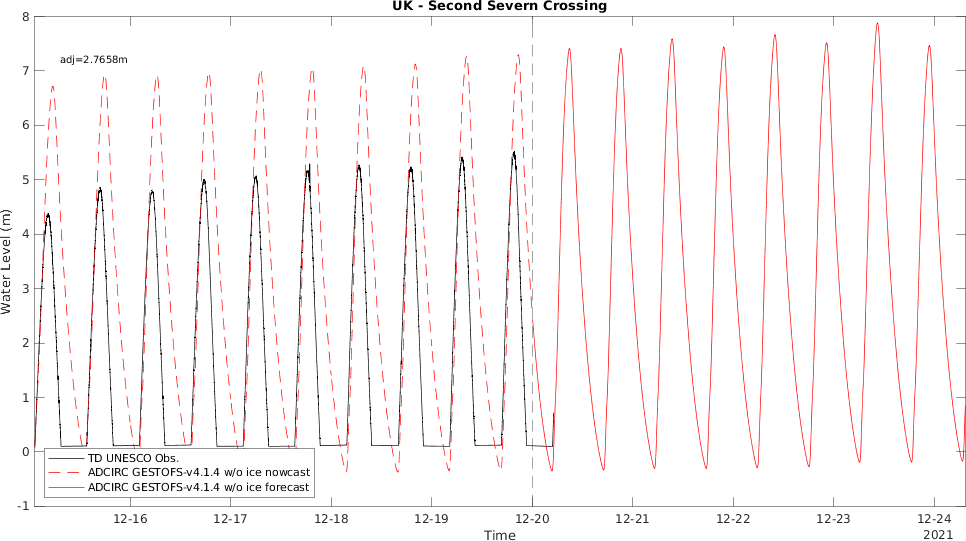 UK - Second Severn Crossing
adj=2.7658m
Water Level (m)
8
7
6
5
4
3
2
1
0
-1
TD UNESCO Obs.
ADCIRC GESTOFS-v4.1.4 w/o ice nowcast
ADCIRC GESTOFS-v4.1.4 w/o ice forecast
12-16 12-17 12-18 12-19 12-20 12-21 12-22 12-23 12-24
Time
2021